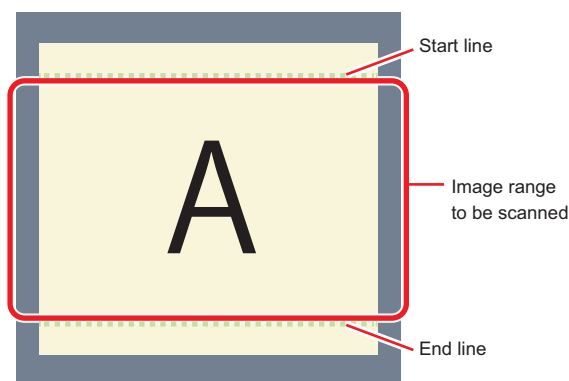 Start line
A
Image range
to be scanned
End line